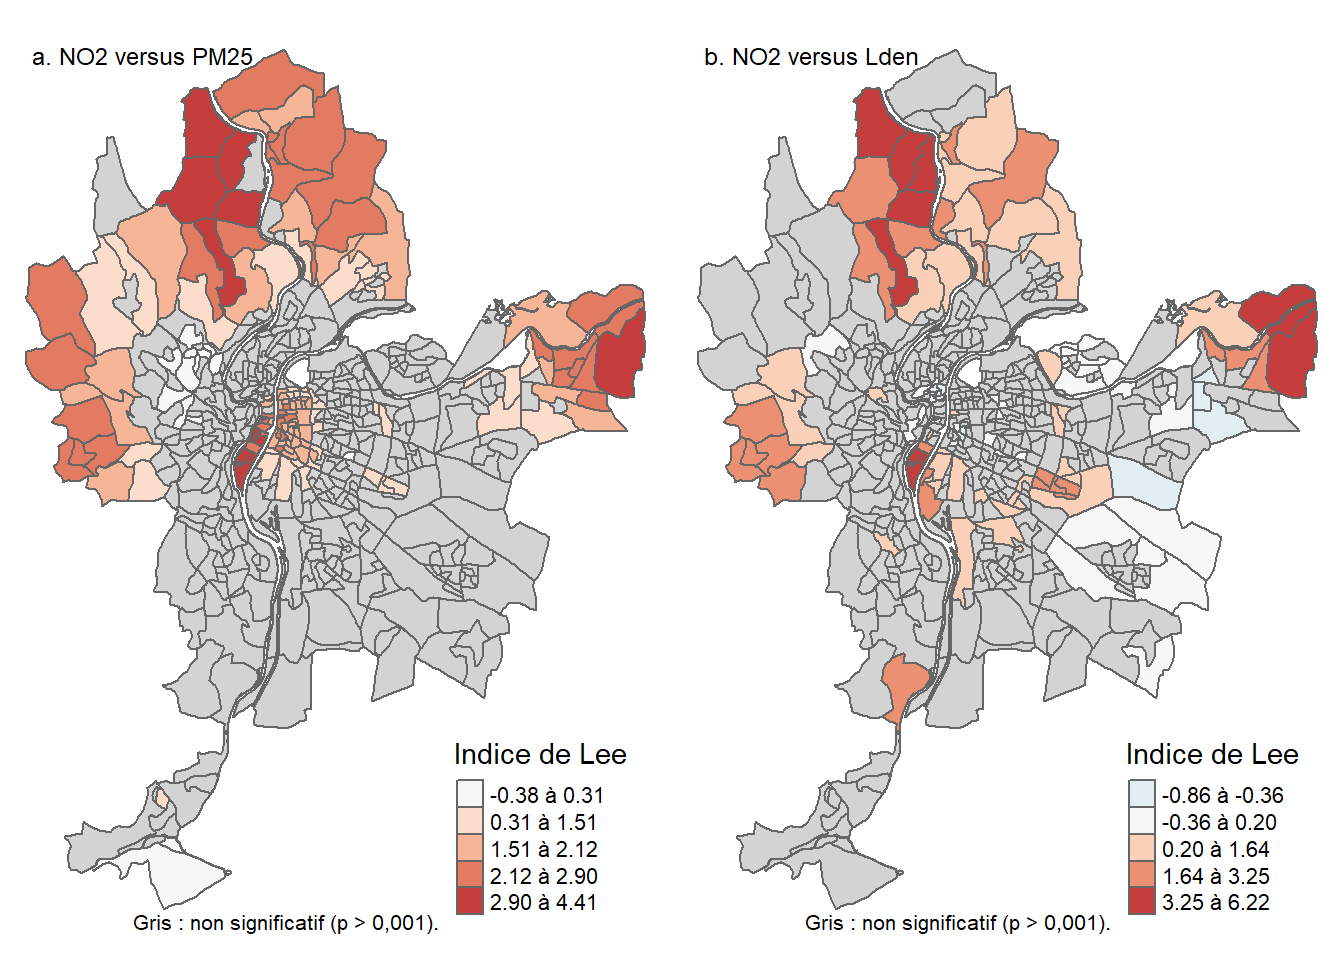 a. NO2 versus PM25
b. NO2 versus Lden
Indice de Lee
-0.38 à 0.31
0.31 à 1.51
1.51 à 2.12
2.12 à 2.90
2.90 à 4.41
Gris : non significatif (p > 0,001).
Indice de Lee
-0.86 à -0.36
-0.36 à 0.20
0.20 à 1.64
1.64 à 3.25
3.25 à 6.22
Gris : non significatif (p > 0,001).